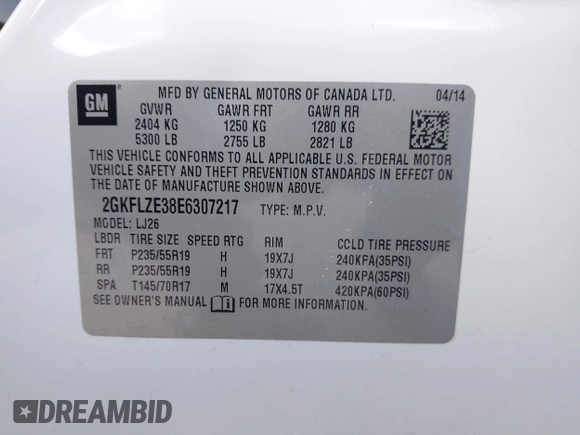 GM
MFD BY GENERAL MOTORS OF CANADA LTD. 04/14
GVWR GAWR FRT GAWR RR
2404 KG 1250 KG 1280 KG
5300 LB 2755 LB 2821 LB
THIS VEHICLE CONFORMS TO ALL APPLICABLE U.S. FEDERAL MOTOR
VEHICLE SAFETY AND THEFT PREVENTION STANDARDS IN EFFECT ON
THE DATE OF MANUFACTURE SHOWN ABOVE.
2GKFLZE38E6307217 TYPE: M.P.V.
MODEL: LJ26
LBDR TIRE SIZE SPEED RTG RIM CCLD TIRE PRESSURE
FRT P235/55R19 H 19X7J 240KPA(35PSI)
RR P235/55R19 H 19X7J 240KPA(35PSI)
SPA T145/70R17 M 17X4.5T 420KPA(60PSI)
SEE OWNER'S MANUAL FOR MORE INFORMATION.
DREAMBID